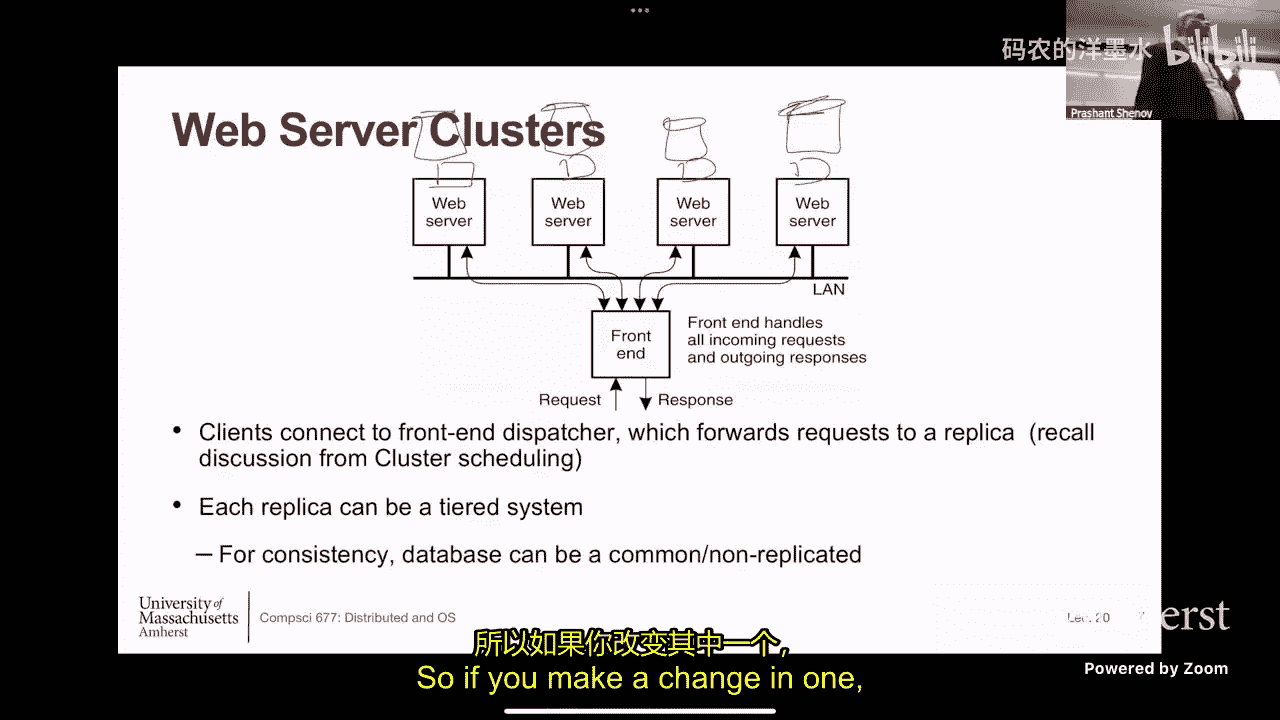 码农的洋墨水 bilibili
Prashant Shenoy
Web Server Clusters
Web
server
Web
server
Web
server
Web
server
LAN
Front
end
Front end handles
all incoming requests
and outgoing responses
Request
Response
• Clients connect to front-end dispatcher, which forwards requests to a replica (recall
discussion from Cluster scheduling)
• Each replica can be a tiered system
– For consistency, database can be a common/non-replicated
University of
Massachusetts
Amherst
Compsci 677: Distributed and OS
Lec. 20
erst
所以如果你改变其中一个,
So if you make a change in one,
Powered by Zoom